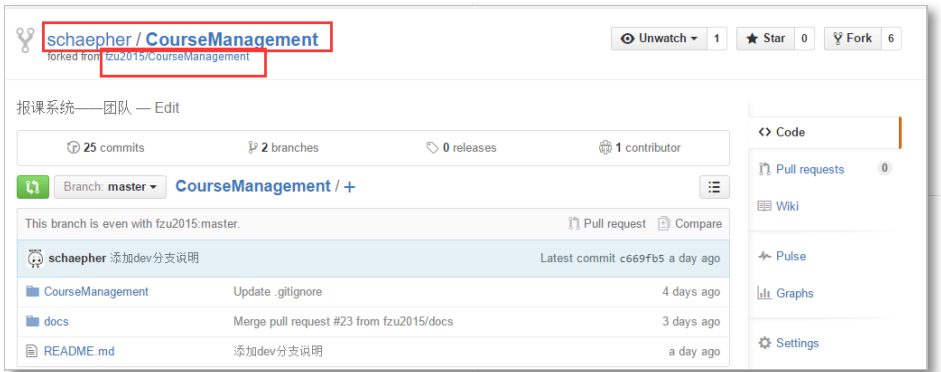 schaepher / CourseManagement
forked from fzu2015/CourseManagement
Unwatch 1 Star 0 Fork 6
报课系统——团队 — Edit
25 commits 2 branches 0 releases 1 contributor
Branch: master CourseManagement / +
This branch is even with fzu2015:master. Pull request Compare
schaepher 添加dev分支说明 Latest commit c669fb5 a day ago
CourseManagement Update .gitignore 4 days ago
docs Merge pull request #23 from fzu2015/docs 3 days ago
README.md 添加dev分支说明 a day ago
Code
Pull requests 0
Wiki
Pulse
Graphs
Settings